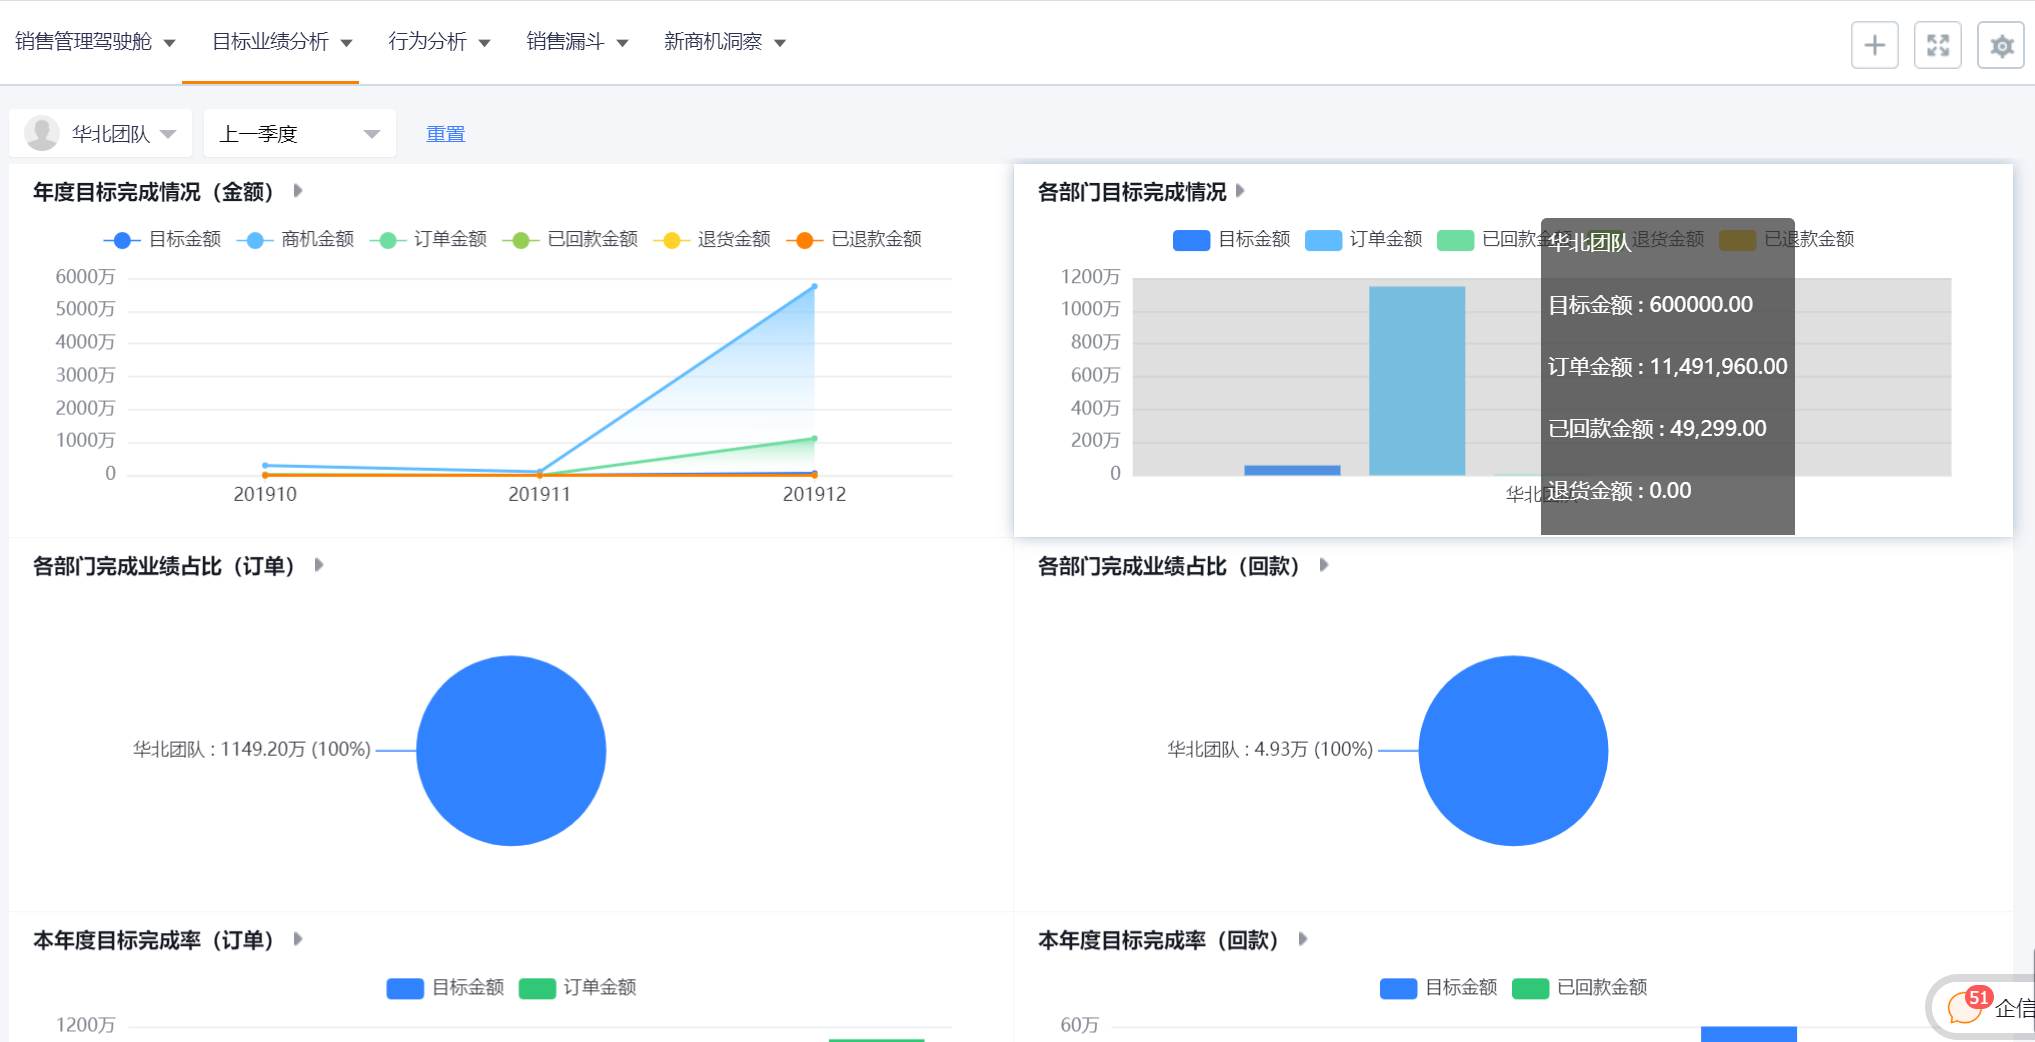 销售管理驾驶舱 目标业绩分析 行为分析 销售漏斗 新商机洞察
华北团队 上一季度 重置
年度目标完成情况（金额）
目标金额 商机金额 订单金额 已回款金额 退货金额 已退款金额
6000万
5000万
4000万
3000万
2000万
1000万
0
201910 201911 201912
各部门目标完成情况
目标金额 订单金额 已回款金额 退货金额 已退款金额
1200万
1000万
800万
600万
400万
200万
0
华北团队
华北团队
目标金额 : 600000.00
订单金额 : 11,491,960.00
已回款金额 : 49,299.00
退货金额 : 0.00
各部门完成业绩占比（订单）
华北团队 : 1149.20万 (100%)
各部门完成业绩占比（回款）
华北团队 : 4.93万 (100%)
本年度目标完成率（订单）
目标金额 订单金额
1200万
本年度目标完成率（回款）
目标金额 已回款金额
60万
51 企信